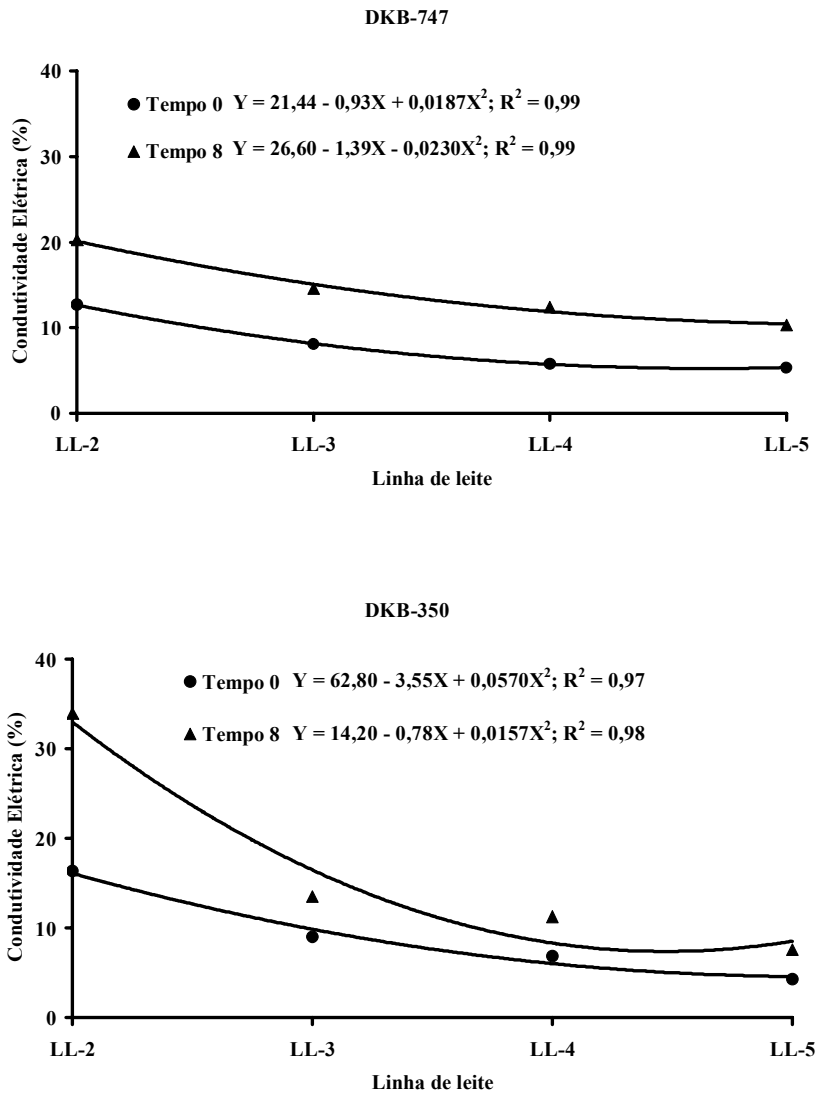 DKB-747
40
30
20
10
0
Condutividade Elétrica (%)
Tempo 0 Y = 21,44 - 0,93X + 0,0187X²; R² = 0,99
Tempo 8 Y = 26,60 - 1,39X - 0,0230X²; R² = 0,99
LL-2 LL-3 LL-4 LL-5
Linha de leite
DKB-350
40
30
20
10
0
Condutividade Elétrica (%)
Tempo 0 Y = 62,80 - 3,55X + 0,0570X²; R² = 0,97
Tempo 8 Y = 14,20 - 0,78X + 0,0157X²; R² = 0,98
LL-2 LL-3 LL-4 LL-5
Linha de leite